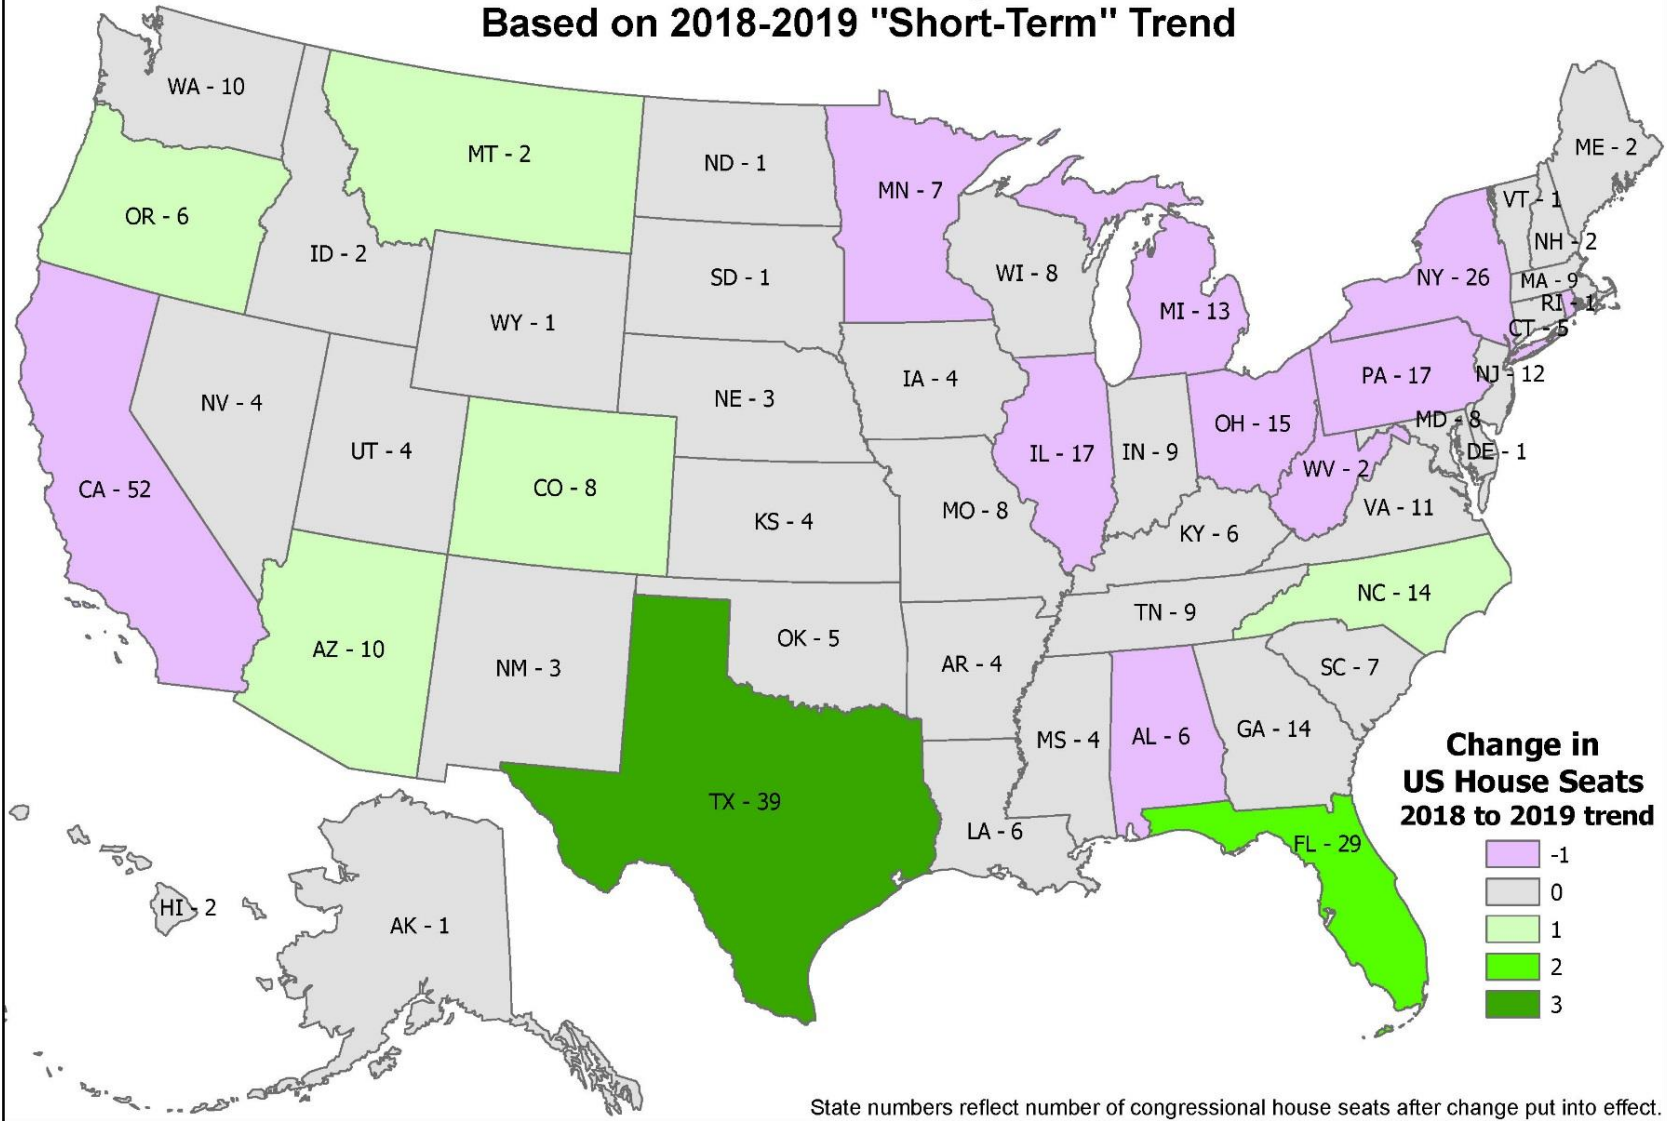 Based on 2018-2019 "Short-Term" Trend
WA - 10
MT - 2
ND - 1
MN - 7
ME - 2
VT - 1
OR - 6
ID - 2
NH - 2
SD - 1
WI - 8
NY - 26
MA - 9
RI - 1
WY - 1
MI - 13
CT - 5
IA - 4
PA - 17
NJ - 12
NV - 4
NE - 3
OH - 15
MD - 8
UT - 4
IL - 17
IN - 9
WV - 2
DE - 1
CA - 52
CO - 8
KS - 4
MO - 8
KY - 6
VA - 11
NC - 14
TN - 9
AZ - 10
NM - 3
OK - 5
AR - 4
SC - 7
MS - 4
AL - 6
GA - 14
TX - 39
LA - 6
FL - 29
HI - 2
AK - 1
Change in
US House Seats
2018 to 2019 trend
-1
0
1
2
3
State numbers reflect number of congressional house seats after change put into effect.